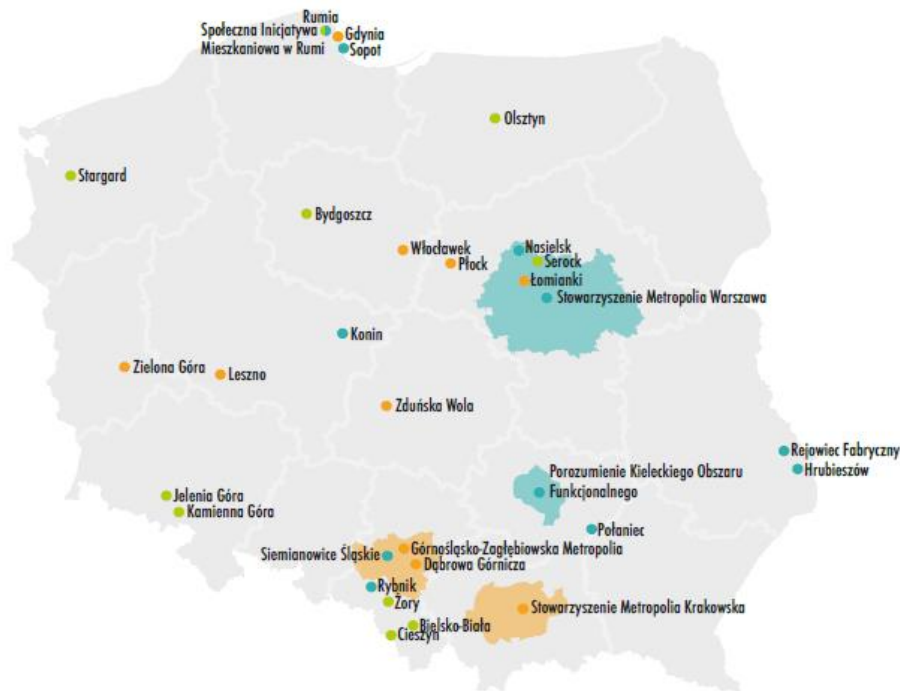 Rumia
Społeczna Inicjatywa
Mieszkaniowa w Rumi
Gdynia
Sopot
Olsztyn
Stargard
Bydgoszcz
Włocławek
Płock
Nasielsk
Serock
Łomianki
Stowarzyszenie Metropolia Warszawa
Konin
Zielona Góra
Leszno
Zduńska Wola
Rejowiec Fabryczny
Hrubieszów
Porozumienie Kieleckiego Obszaru
Funkcjonalnego
Jelenia Góra
Kamienna Góra
Połaniec
Siemianowice Śląskie
Górnośląsko-Zagłębiowska Metropolia
Dąbrowa Górnicza
Rybnik
Żory
Stowarzyszenie Metropolia Krakowska
Bielsko-Biała
Cieszyn